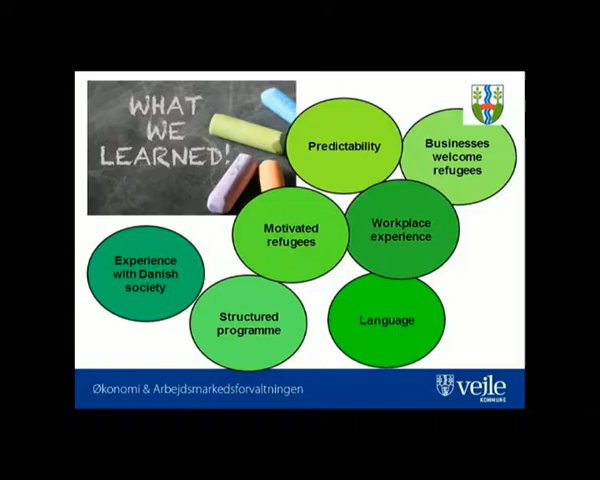 WHAT
WE
LEARNED!
Predictability
Businesses
welcome
refugees
Motivated
refugees
Workplace
experience
Experience
with Danish
society
Structured
programme
Language
Økonomi & Arbejdsmarkedsforvaltningen
vejle
KOMMUNE